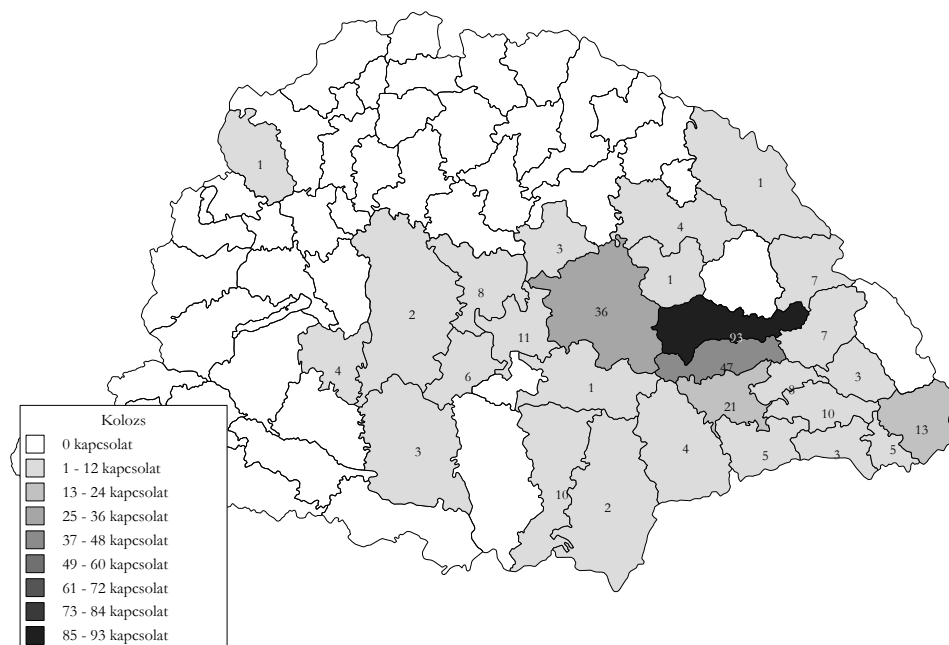 1
1
4
3
1
7
8
36
2
11
93
7
47
4
6
1
8
3
21
10
13
3
4
5
3
5
10
2
Kolozs
0 kapcsolat
1 - 12 kapcsolat
13 - 24 kapcsolat
25 - 36 kapcsolat
37 - 48 kapcsolat
49 - 60 kapcsolat
61 - 72 kapcsolat
73 - 84 kapcsolat
85 - 93 kapcsolat